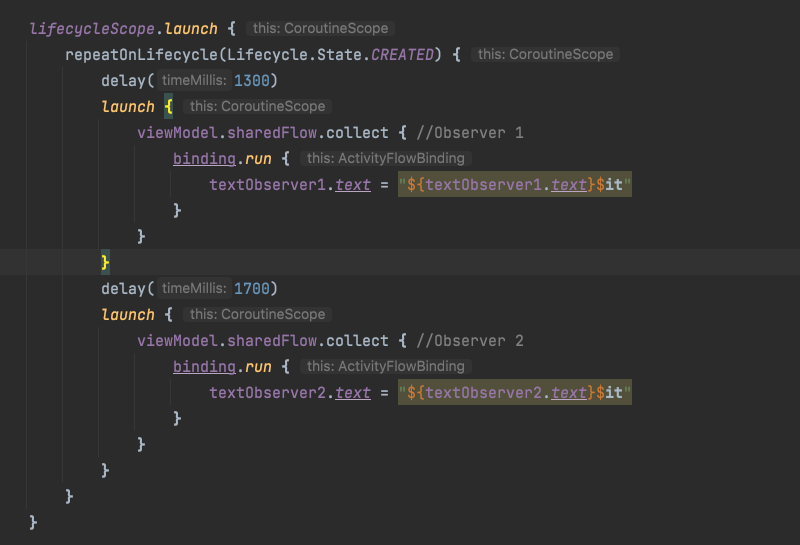 lifecycleScope.launch { this: CoroutineScope
repeatOnLifecycle(Lifecycle.State.CREATED) { this: CoroutineScope
delay( timeMillis: 1300)
launch { this: CoroutineScope
viewModel.sharedFlow.collect { //Observer 1
binding.run { this: ActivityFlowBinding
textObserver1.text = "${textObserver1.text}$it"
}
}
}
delay( timeMillis: 1700)
launch { this: CoroutineScope
viewModel.sharedFlow.collect { //Observer 2
binding.run { this: ActivityFlowBinding
textObserver2.text = "${textObserver2.text}$it"
}
}
}
}
}